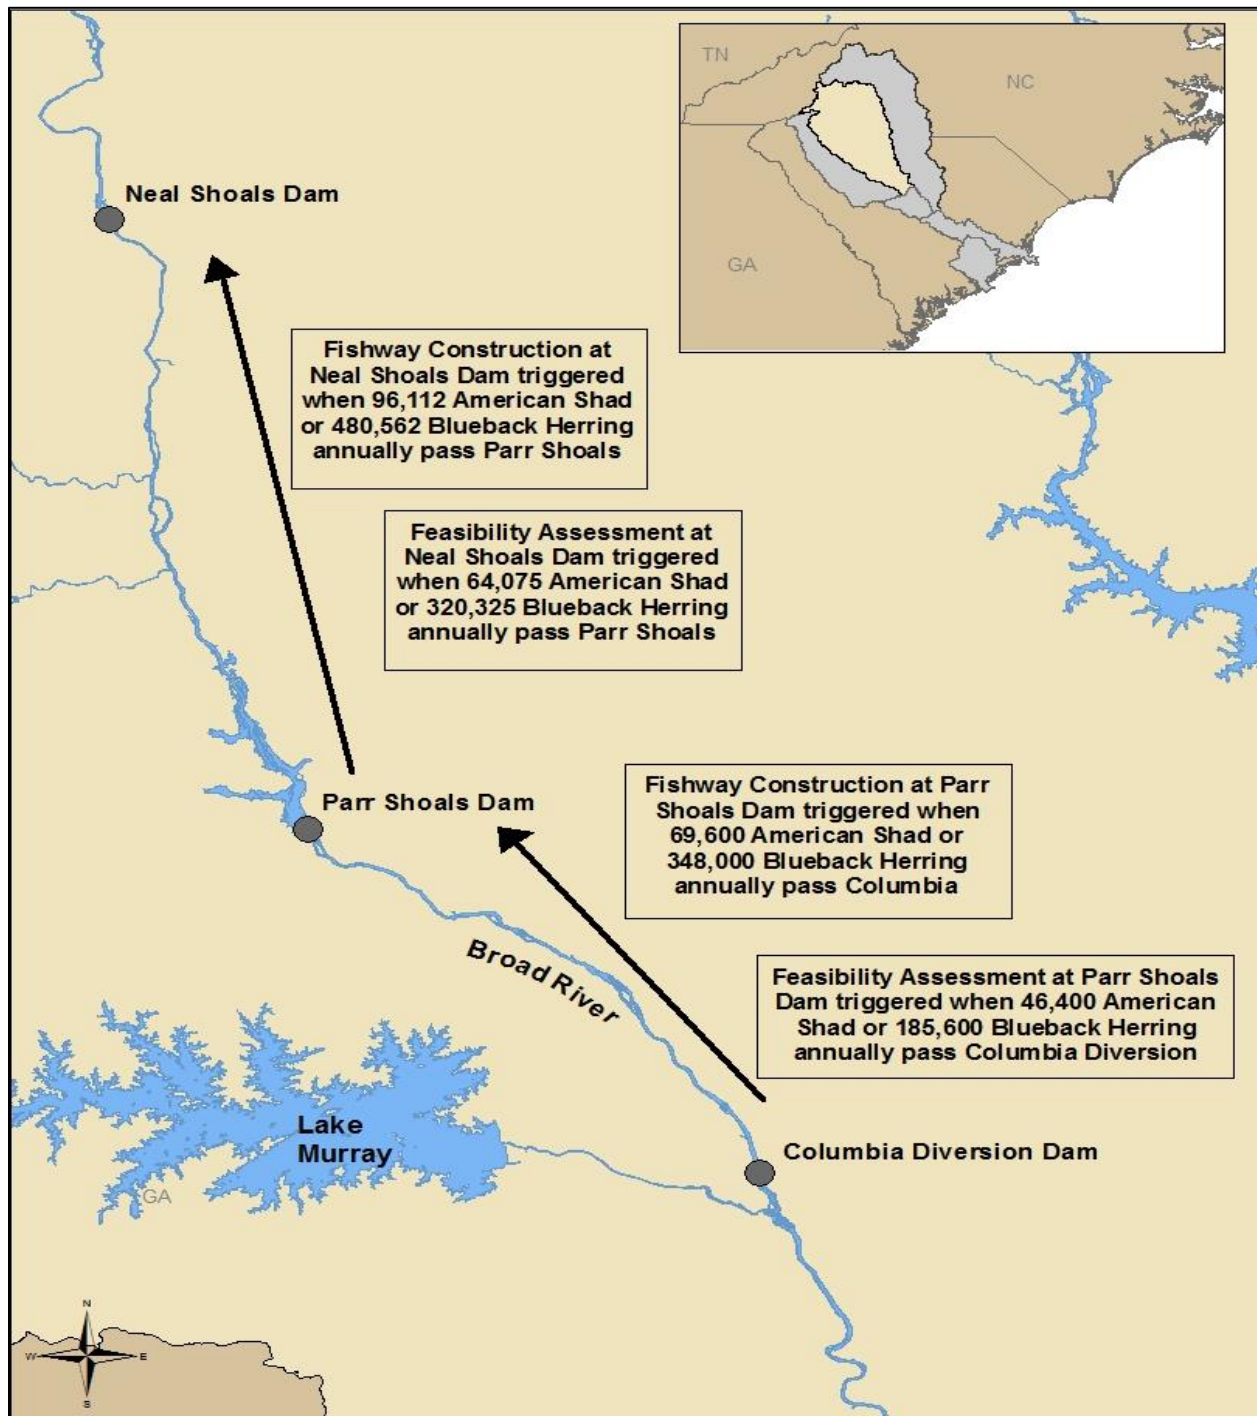 TN
NC
GA
Neal Shoals Dam
Fishway Construction at
Neal Shoals Dam triggered
when 96,112 American Shad
or 480,562 Blueback Herring
annually pass Parr Shoals
Feasibility Assessment at
Neal Shoals Dam triggered
when 64,075 American Shad
or 320,325 Blueback Herring
annually pass Parr Shoals
Parr Shoals Dam
Fishway Construction at Parr
Shoals Dam triggered when
69,600 American Shad or
348,000 Blueback Herring
annually pass Columbia
Broad River
Feasibility Assessment at Parr Shoals
Dam triggered when 46,400 American
Shad or 185,600 Blueback Herring
annually pass Columbia Diversion
Lake
Murray
GA
Columbia Diversion Dam
N
W
E
S